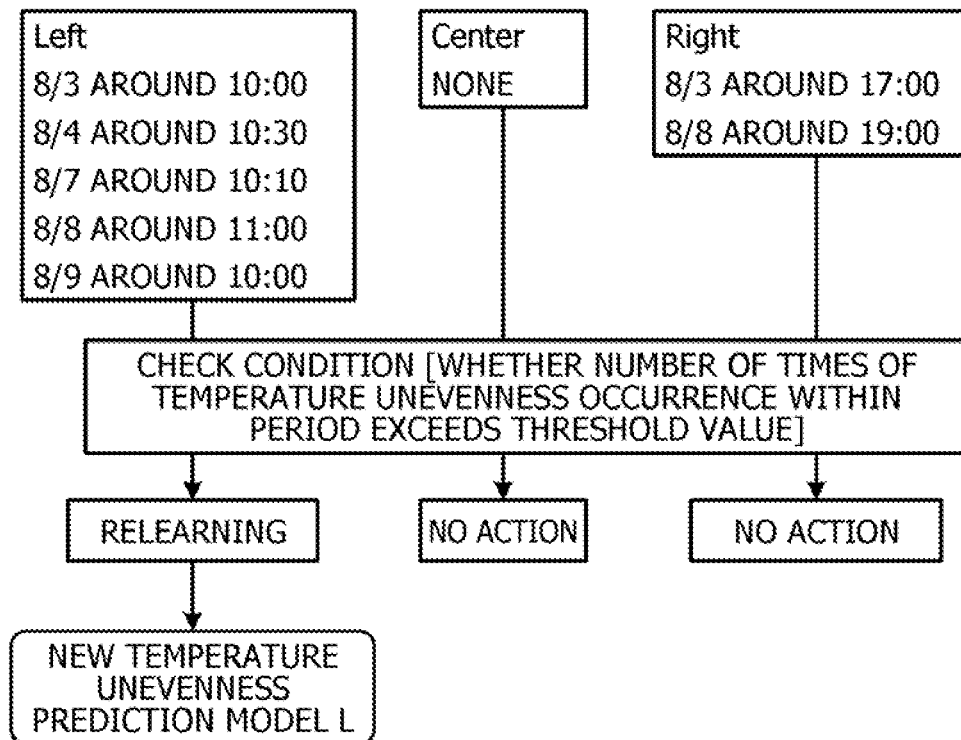 Left
8/3 AROUND 10:00
8/4 AROUND 10:30
8/7 AROUND 10:10
8/8 AROUND 11:00
8/9 AROUND 10:00
Center
NONE
Right
8/3 AROUND 17:00
8/8 AROUND 19:00
CHECK CONDITION [WHETHER NUMBER OF TIMES OF
TEMPERATURE UNEVENNESS OCCURRENCE WITHIN
PERIOD EXCEEDS THRESHOLD VALUE]
RELEARNING
NO ACTION
NO ACTION
NEW TEMPERATURE
UNEVENNESS
PREDICTION MODEL L